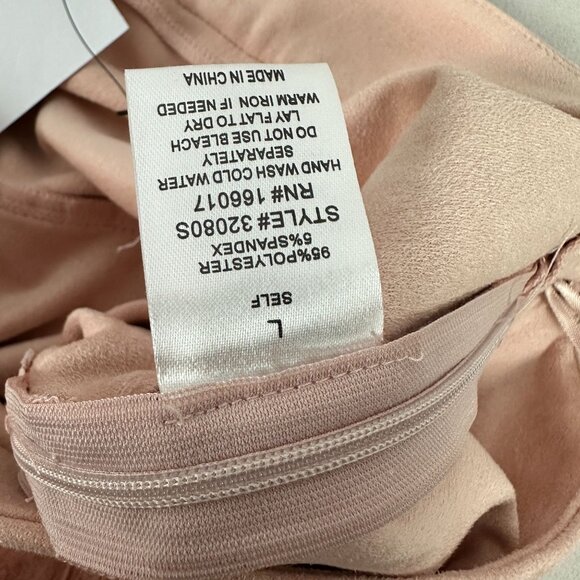 L
SELF
95%POLYESTER
5%SPANDEX
STYLE# 32080S
RN# 166017
HAND WASH COLD WATER
SEPARATELY
DO NOT USE BLEACH
LAY FLAT TO DRY
WARM IRON IF NEEDED
MADE IN CHINA